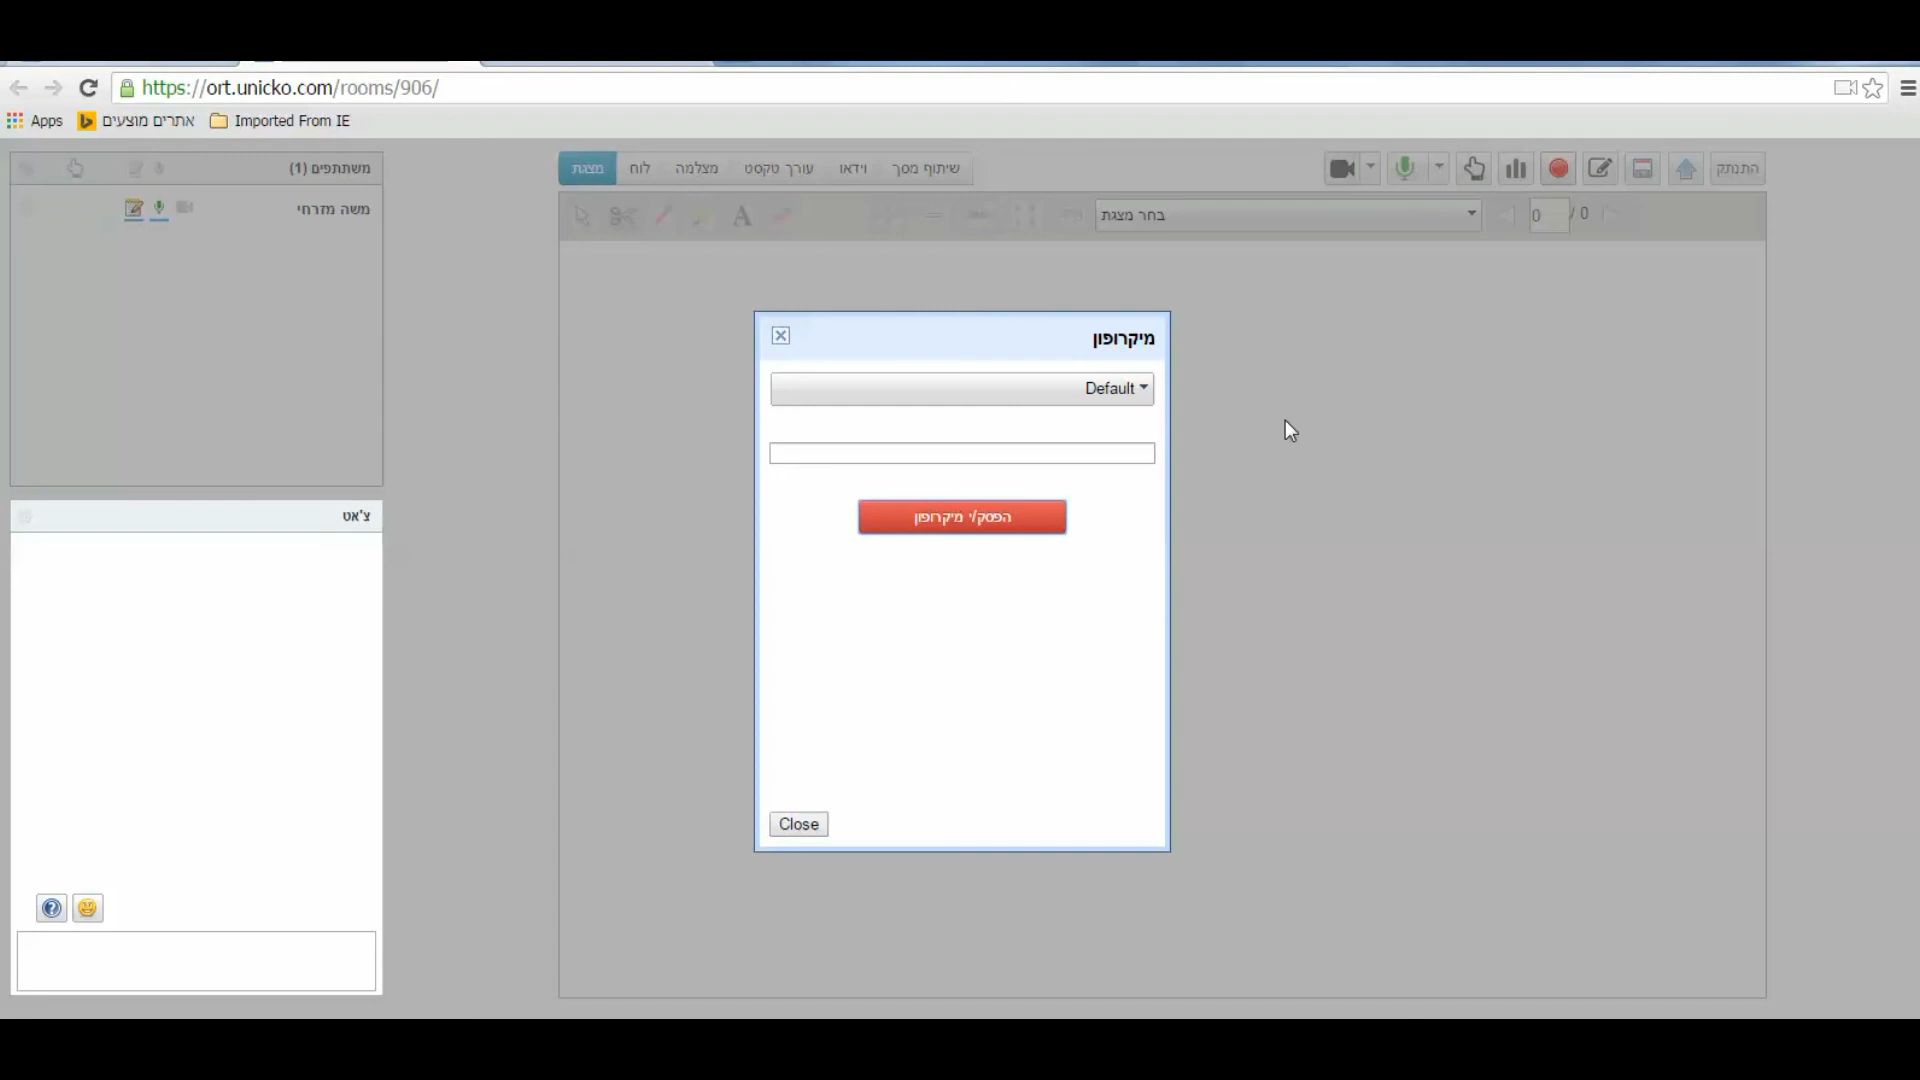 https://ort.unicko.com/rooms/906/
Apps
אתרים מוצעים
Imported From IE
משתתפים (1)
משה מזרחי
צ'אט
מצגת
לוח
מצלמה
עורך טקסט
וידאו
שיתוף מסך
התנתק
A
בחר מצגת
0 / 0
מיקרופון
Default
הפסק/י מיקרופון
Close